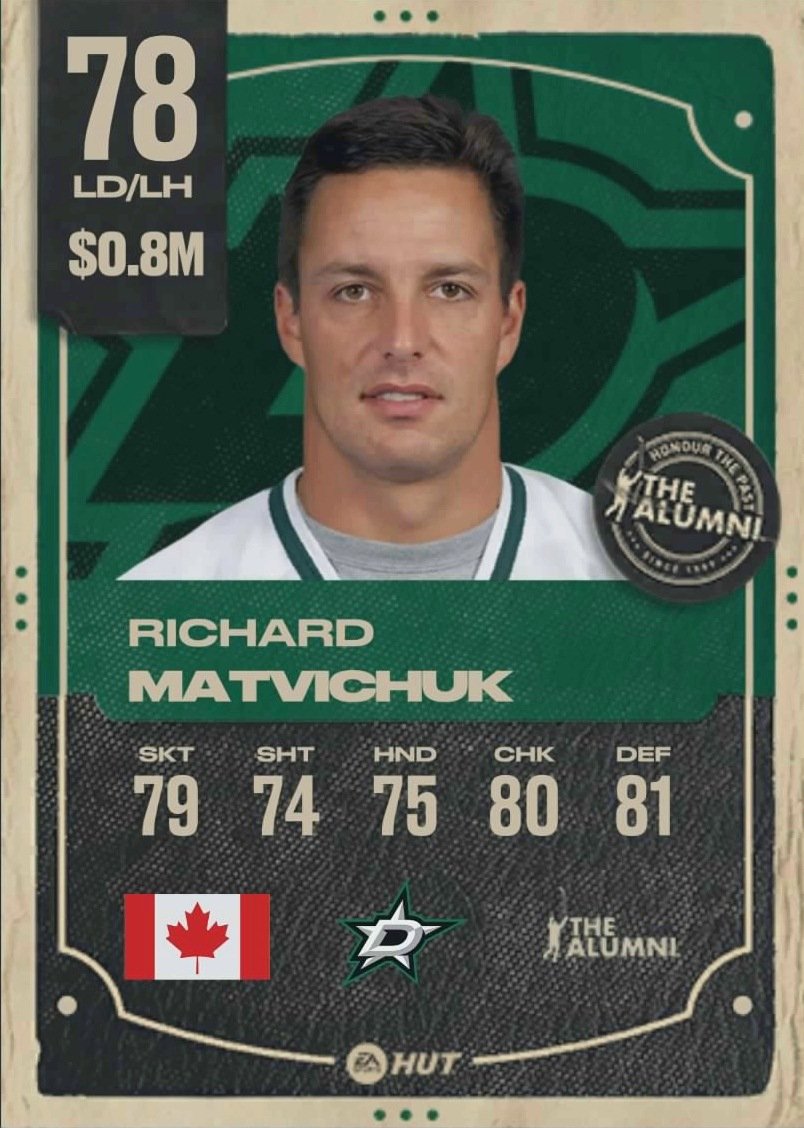 78
LD/LH
$0.8M
HONOUR THE PAST
THE
ALUMNI
RICHARD
MATVICHUK
SKT SHT HND CHK DEF
79 74 75 80 81
D
THE
ALUMNI
EA HUT